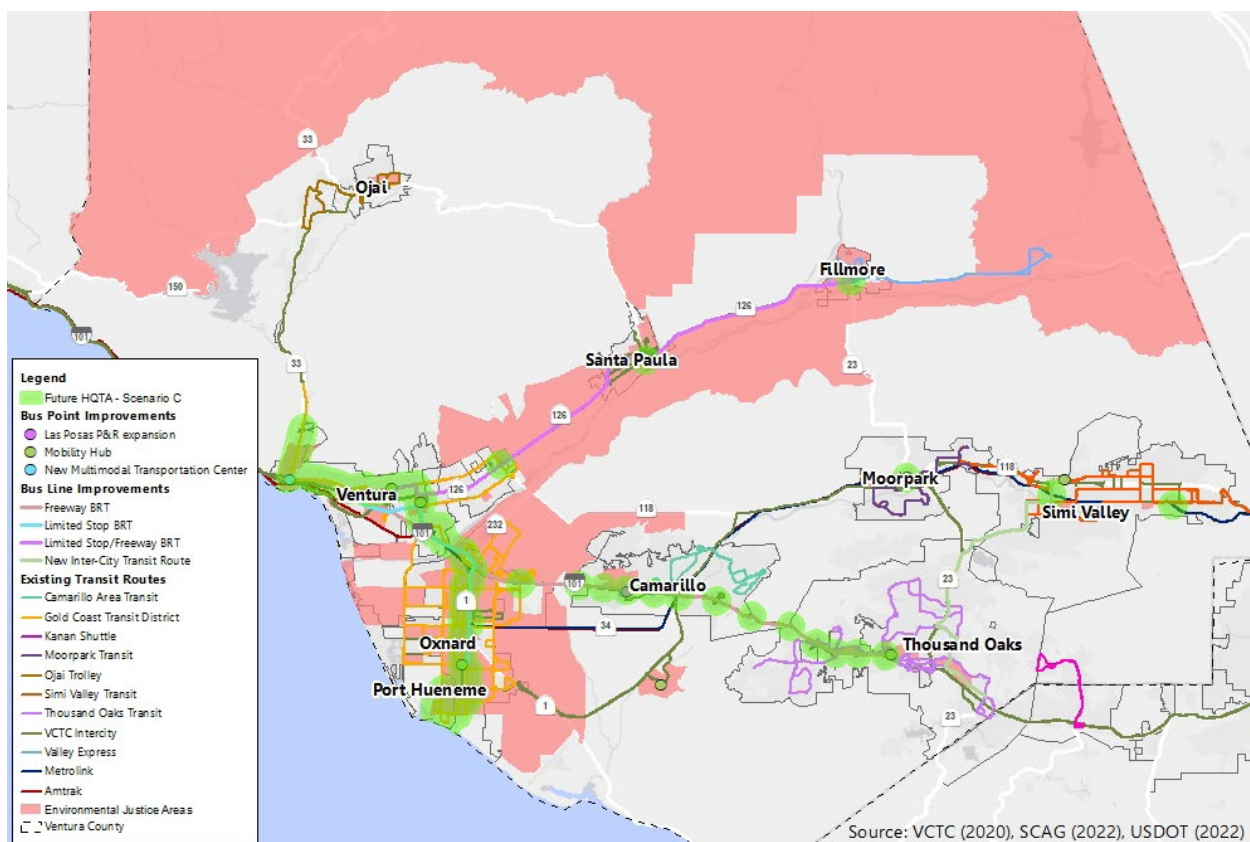 33
Ojai
150
101
33
Fillmore
126
126
Santa Paula
126
23
Ventura
126
101
232
118
Moorpark
118
Simi Valley
101
Camarillo
23
1
34
Oxnard
Thousand Oaks
Port Hueneme
1
23
Legend
Future HQTA - Scenario C
Bus Point Improvements
Las Posas P&R expansion
Mobility Hub
New Multimodal Transportation Center
Bus Line Improvements
Freeway BRT
Limited Stop BRT
Limited Stop/Freeway BRT
New Inter-City Transit Route
Existing Transit Routes
Camarillo Area Transit
Gold Coast Transit District
Kanan Shuttle
Moorpark Transit
Ojai Trolley
Simi Valley Transit
Thousand Oaks Transit
VCTC Intercity
Valley Express
Metrolink
Amtrak
Environmental Justice Areas
Ventura County
Source: VCTC (2020), SCAG (2022), USDOT (2022)